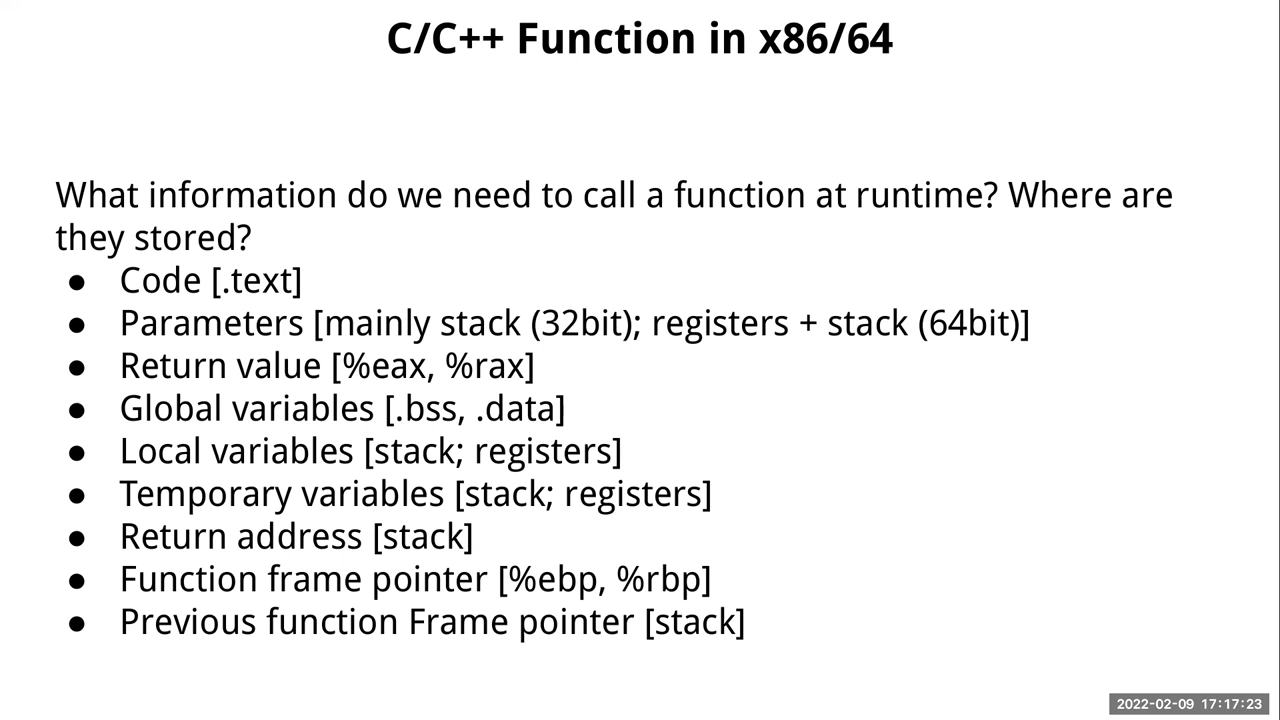 C/C++ Function in x86/64
What information do we need to call a function at runtime? Where are
they stored?
● Code [.text]
● Parameters [mainly stack (32bit); registers + stack (64bit)]
● Return value [%eax, %rax]
● Global variables [.bss, .data]
● Local variables [stack; registers]
● Temporary variables [stack; registers]
● Return address [stack]
● Function frame pointer [%ebp, %rbp]
● Previous function Frame pointer [stack]
2022-02-09 17:17:23